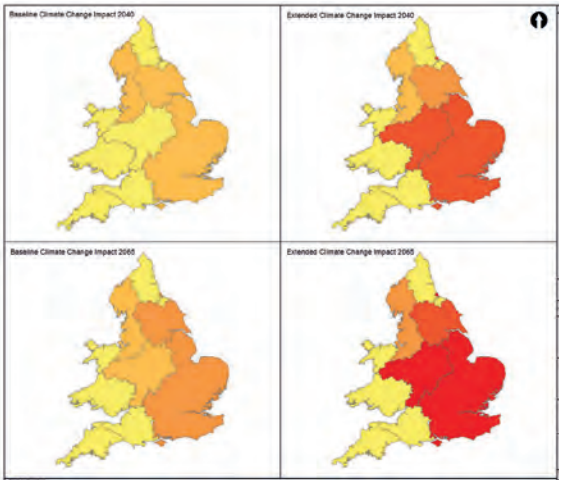 Baseline Climate Change Impact 2040
Extended Climate Change Impact 2040
Baseline Climate Change Impact 2065
Extended Climate Change Impact 2065